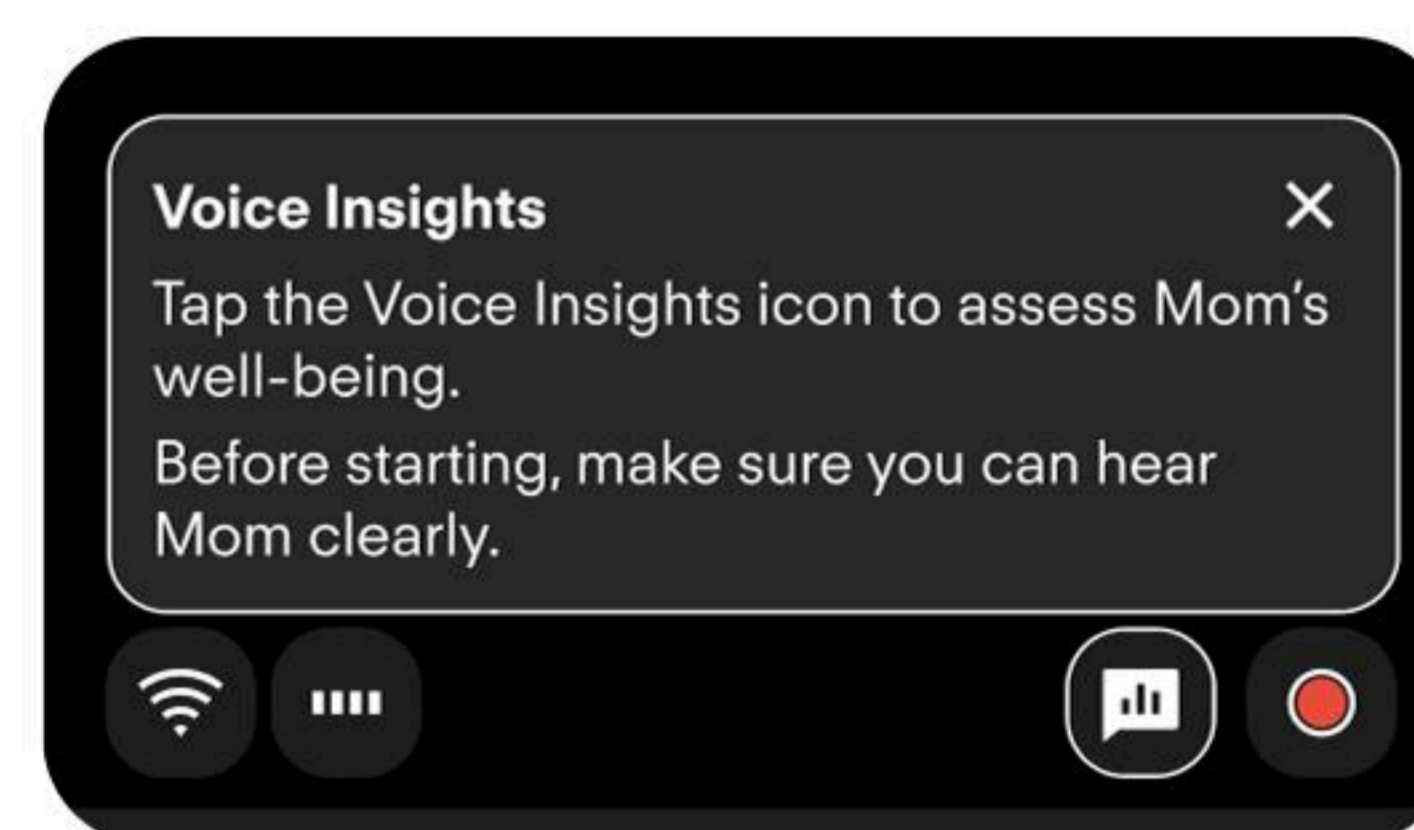 Voice Insights
Tap the Voice Insights icon to assess Mom's
well-being.
Before starting, make sure you can hear
Mom clearly.